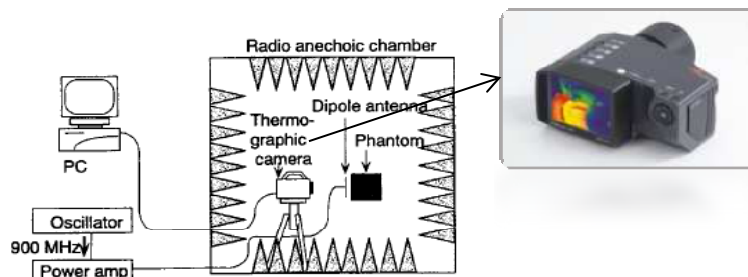 Radio anechoic chamber
Dipole antenna
Thermo-
graphic
camera
Phantom
PC
Oscillator
900 MHz
Power amp